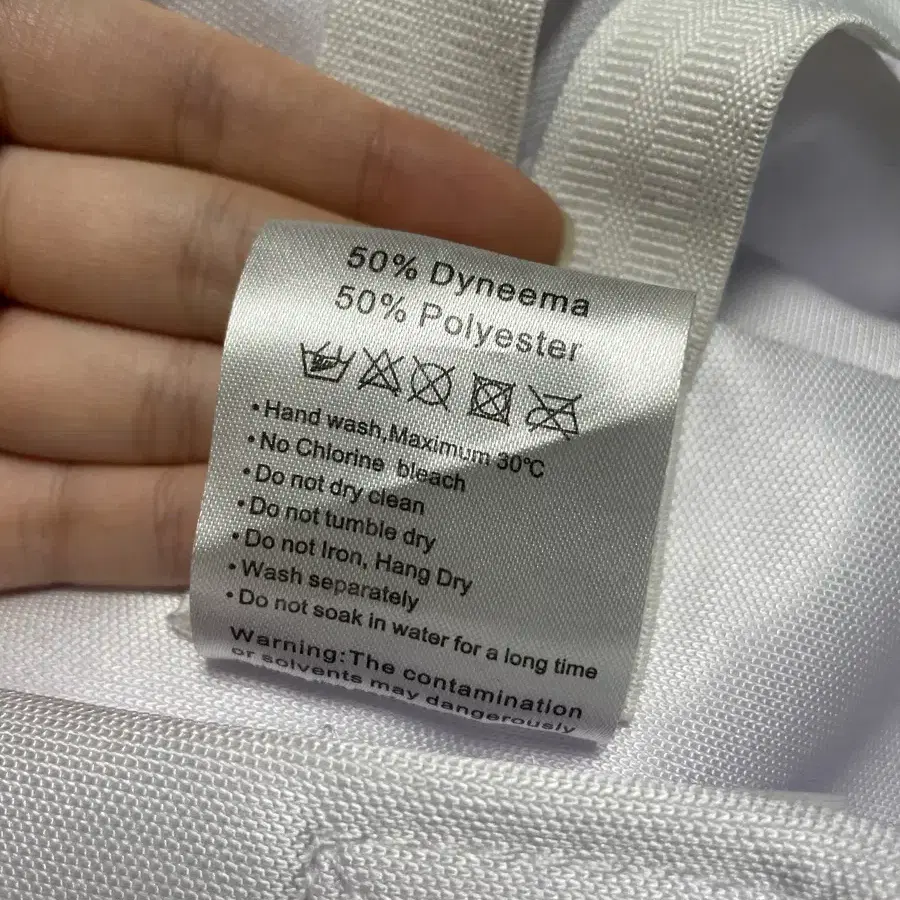 50% Dyneema
50% Polyester
•Hand wash,Maximum 30℃
•No Chlorine bleach
•Do not dry clean
•Do not tumble dry
•Do not Iron, Hang Dry
•Wash separately
•Do not soak in water for a long time
Warning:The contamination
or solvents may dangerously